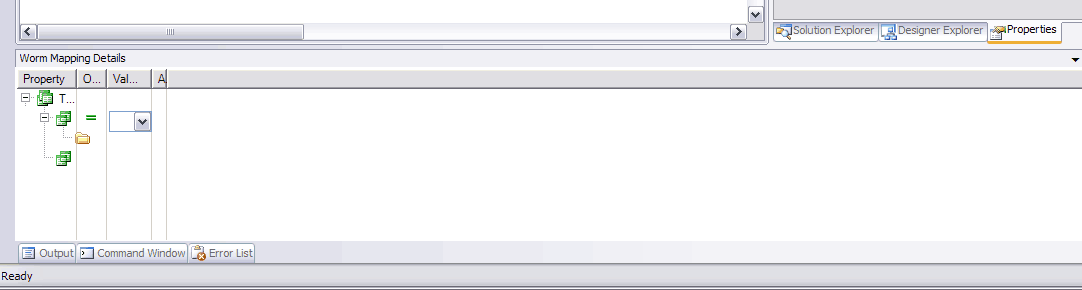 Solution Explorer Designer Explorer Properties
Worm Mapping Details
Property O... Val... A
T...
=
Output Command Window Error List
Ready